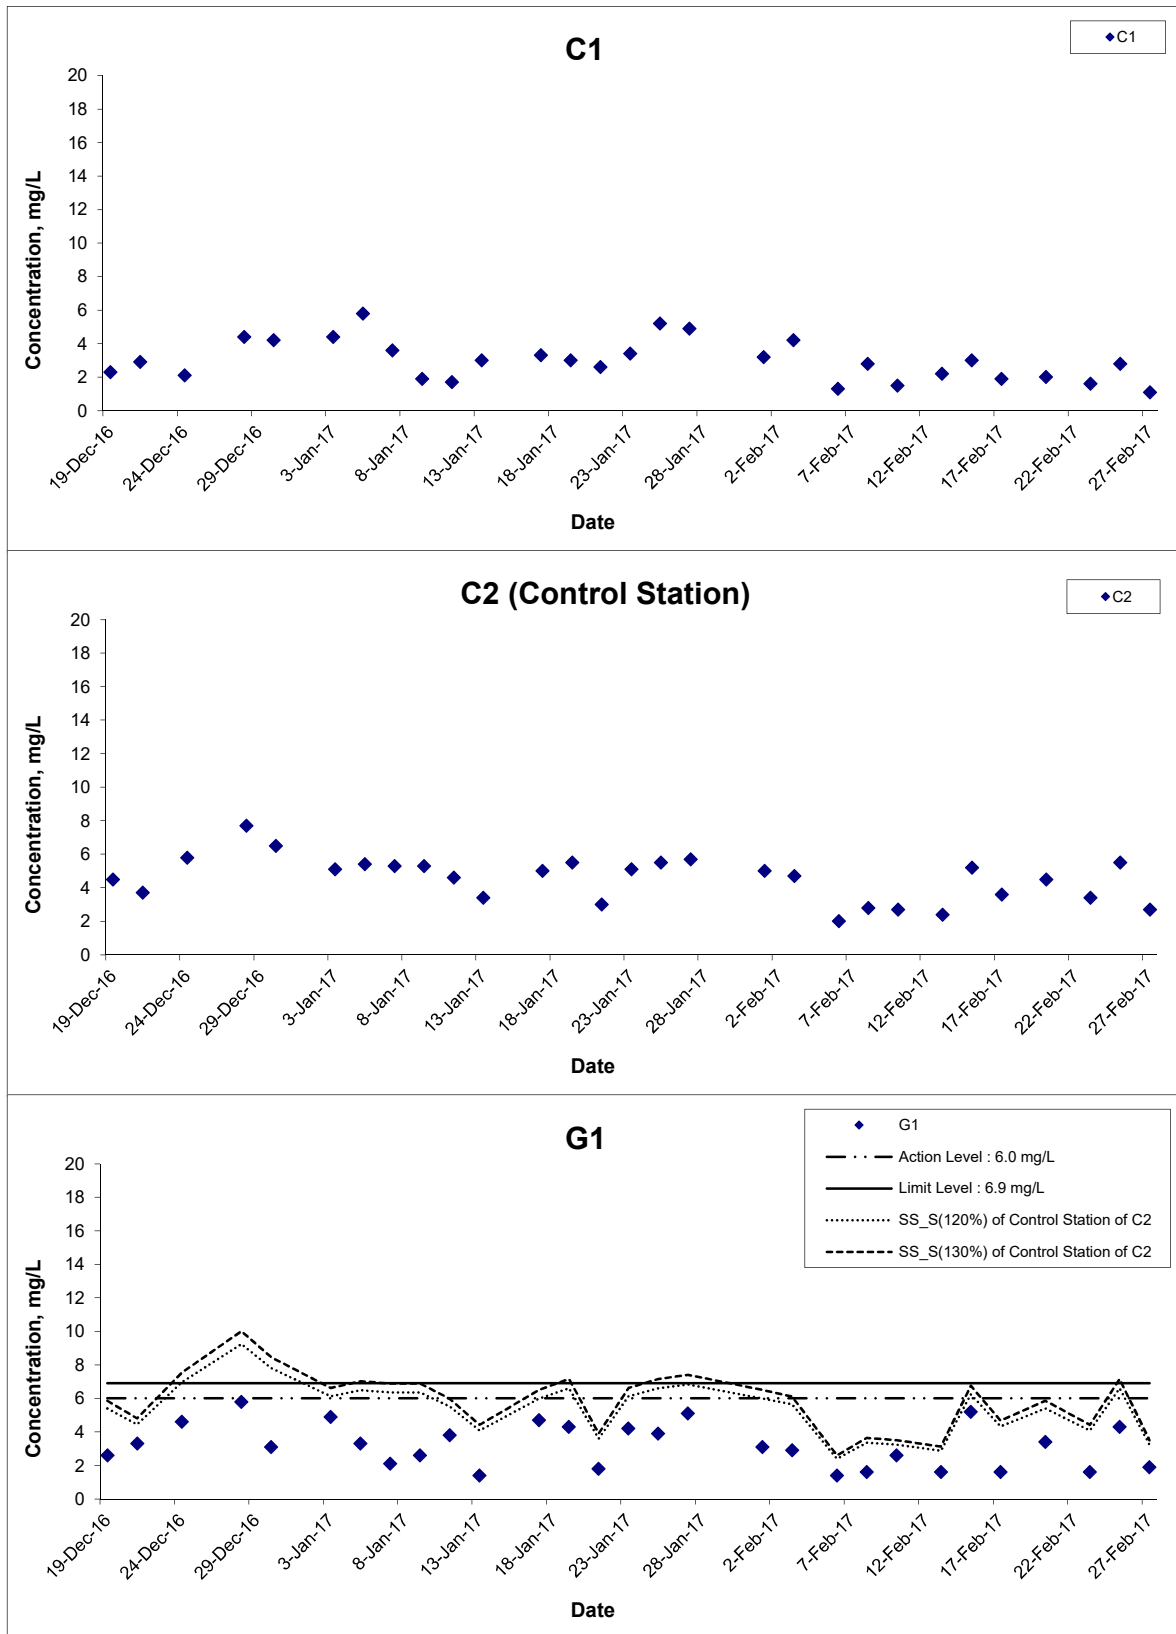 C1
C1
Concentration, mg/L
20
18
16
14
12
10
8
6
4
2
0
19-Dec-16
24-Dec-16
29-Dec-16
3-Jan-17
8-Jan-17
13-Jan-17
18-Jan-17
23-Jan-17
28-Jan-17
2-Feb-17
7-Feb-17
12-Feb-17
17-Feb-17
22-Feb-17
27-Feb-17
Date
C2 (Control Station)
C2
Concentration, mg/L
20
18
16
14
12
10
8
6
4
2
0
19-Dec-16
24-Dec-16
29-Dec-16
3-Jan-17
8-Jan-17
13-Jan-17
18-Jan-17
23-Jan-17
28-Jan-17
2-Feb-17
7-Feb-17
12-Feb-17
17-Feb-17
22-Feb-17
27-Feb-17
Date
G1
G1
Action Level : 6.0 mg/L
Limit Level : 6.9 mg/L
SS_S(120%) of Control Station of C2
SS_S(130%) of Control Station of C2
Concentration, mg/L
20
18
16
14
12
10
8
6
4
2
0
19-Dec-16
24-Dec-16
29-Dec-16
3-Jan-17
8-Jan-17
13-Jan-17
18-Jan-17
23-Jan-17
28-Jan-17
2-Feb-17
7-Feb-17
12-Feb-17
17-Feb-17
22-Feb-17
27-Feb-17
Date